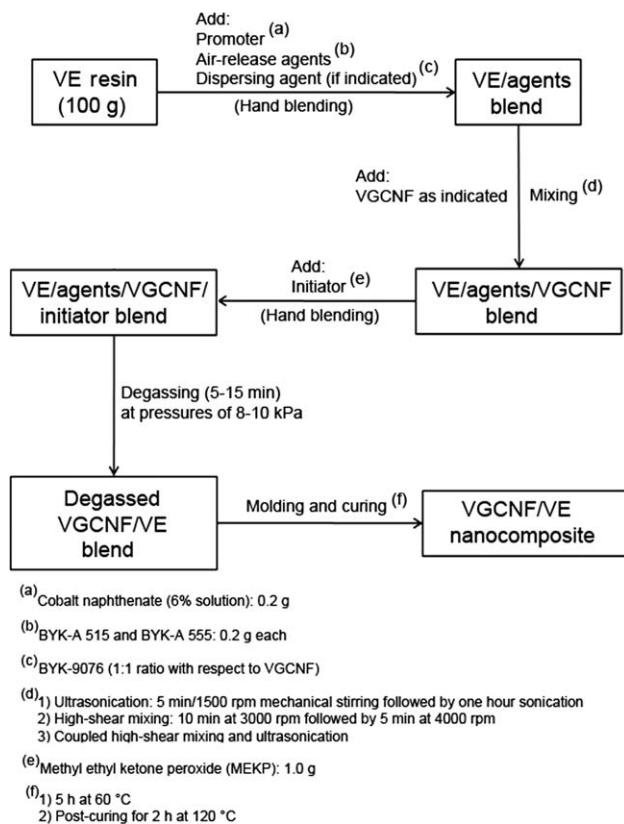 Add:
Promoter (a)
Air-release agents (b)
Dispersing agent (if indicated) (c)
(Hand blending)
VE resin
(100 g)
VE/agents
blend
Add:
VGCNF as indicated
Mixing (d)
VE/agents/VGCNF
blend
Add:
Initiator (e)
(Hand blending)
VE/agents/VGCNF/
initiator blend
Degassing (5-15 min)
at pressures of 8-10 kPa
Degassed
VGCNF/VE
blend
Molding and curing (f)
VGCNF/VE
nanocomposite
(a) Cobalt naphthenate (6% solution): 0.2 g
(b) BYK-A 515 and BYK-A 555: 0.2 g each
(c) BYK-9076 (1:1 ratio with respect to VGCNF)
(d) 1) Ultrasonication: 5 min/1500 rpm mechanical stirring followed by one hour sonication
2) High-shear mixing: 10 min at 3000 rpm followed by 5 min at 4000 rpm
3) Coupled high-shear mixing and ultrasonication
(e) Methyl ethyl ketone peroxide (MEKP): 1.0 g
(f) 1) 5 h at 60 °C
2) Post-curing for 2 h at 120 °C